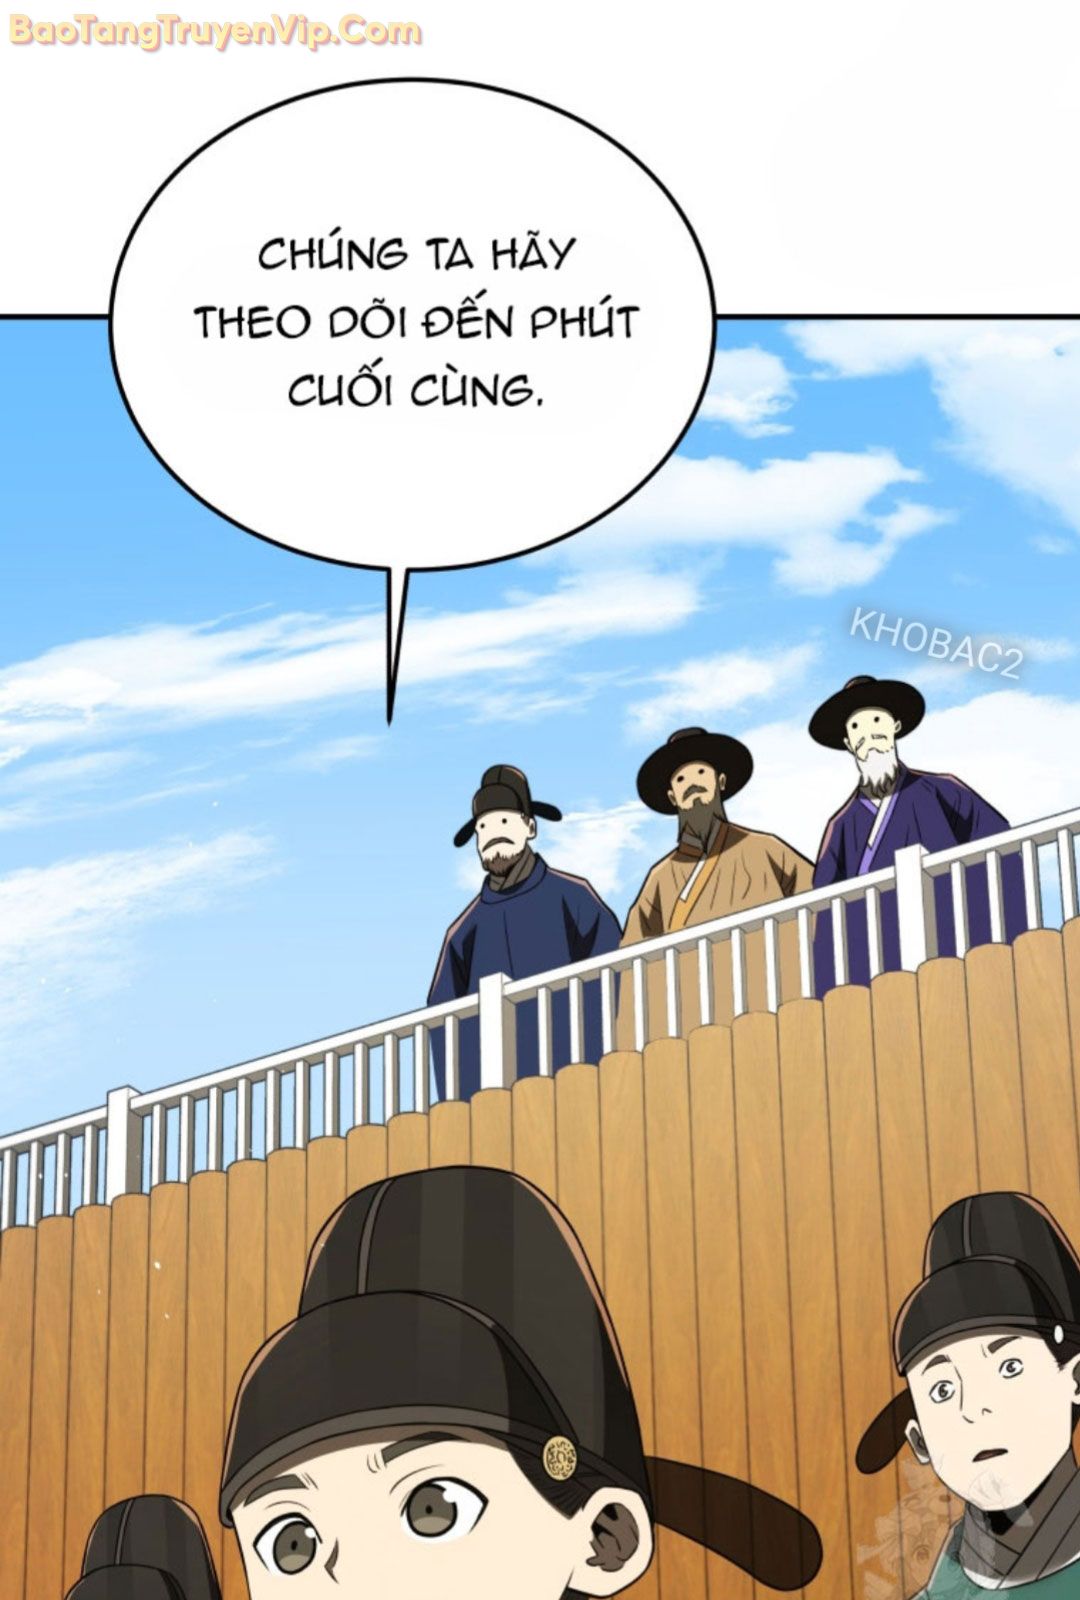 BaoTangTruyenVip.Com
CHÚNG TA HÃY
THEO DÕI ĐẾN PHÚT
CUỐI CÙNG.
KHOBAC2